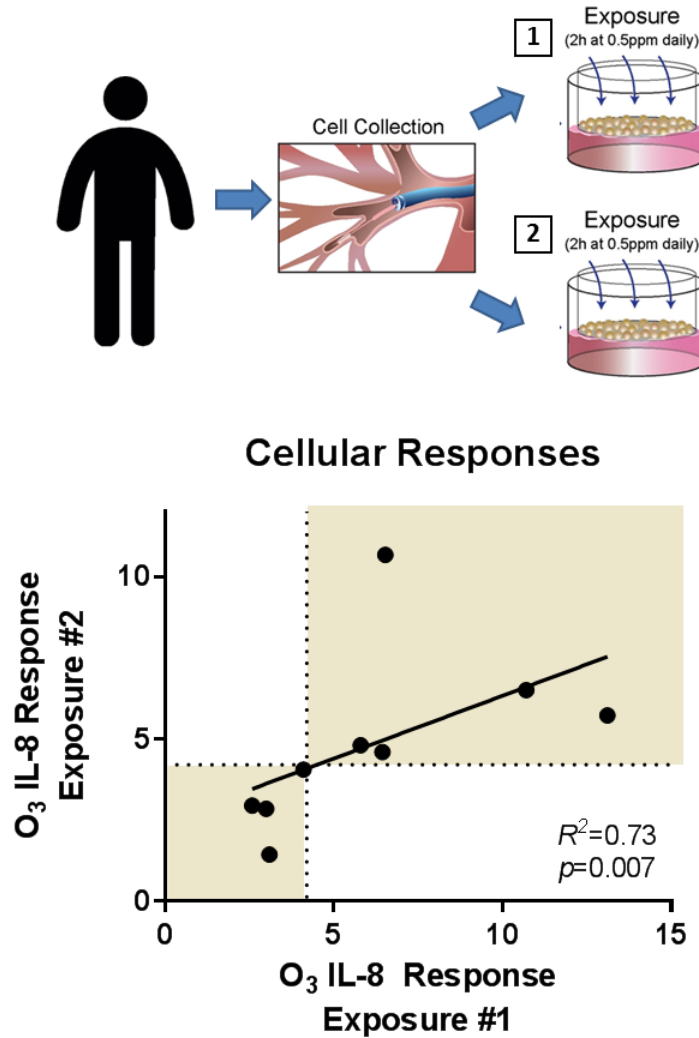 1
Exposure
(2h at 0.5ppm daily)
Cell Collection
2
Exposure
(2h at 0.5ppm daily)
Cellular Responses
O₃ IL-8 Response
Exposure #2
10
5
0
R²=0.73
p=0.007
0
5
10
15
O₃ IL-8 Response
Exposure #1